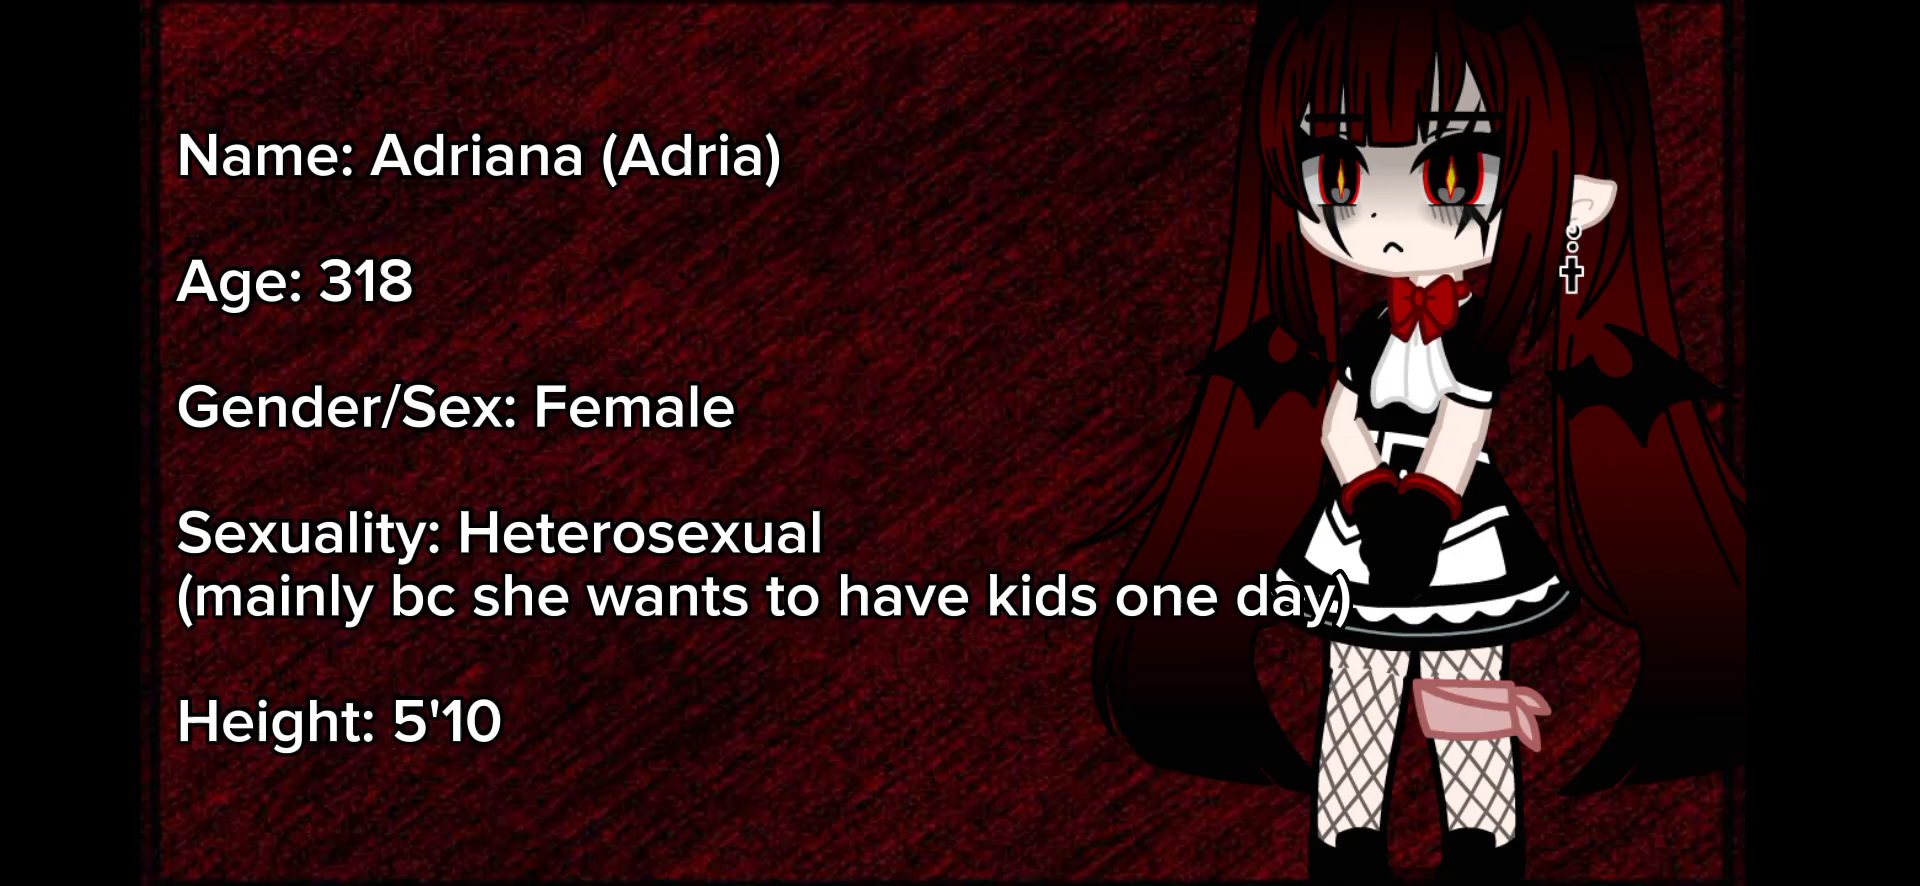 Name: Adriana (Adria)
Age: 318
Gender/Sex: Female
Sexuality: Heterosexual
(mainly bc she wants to have kids one day)
Height: 5'10